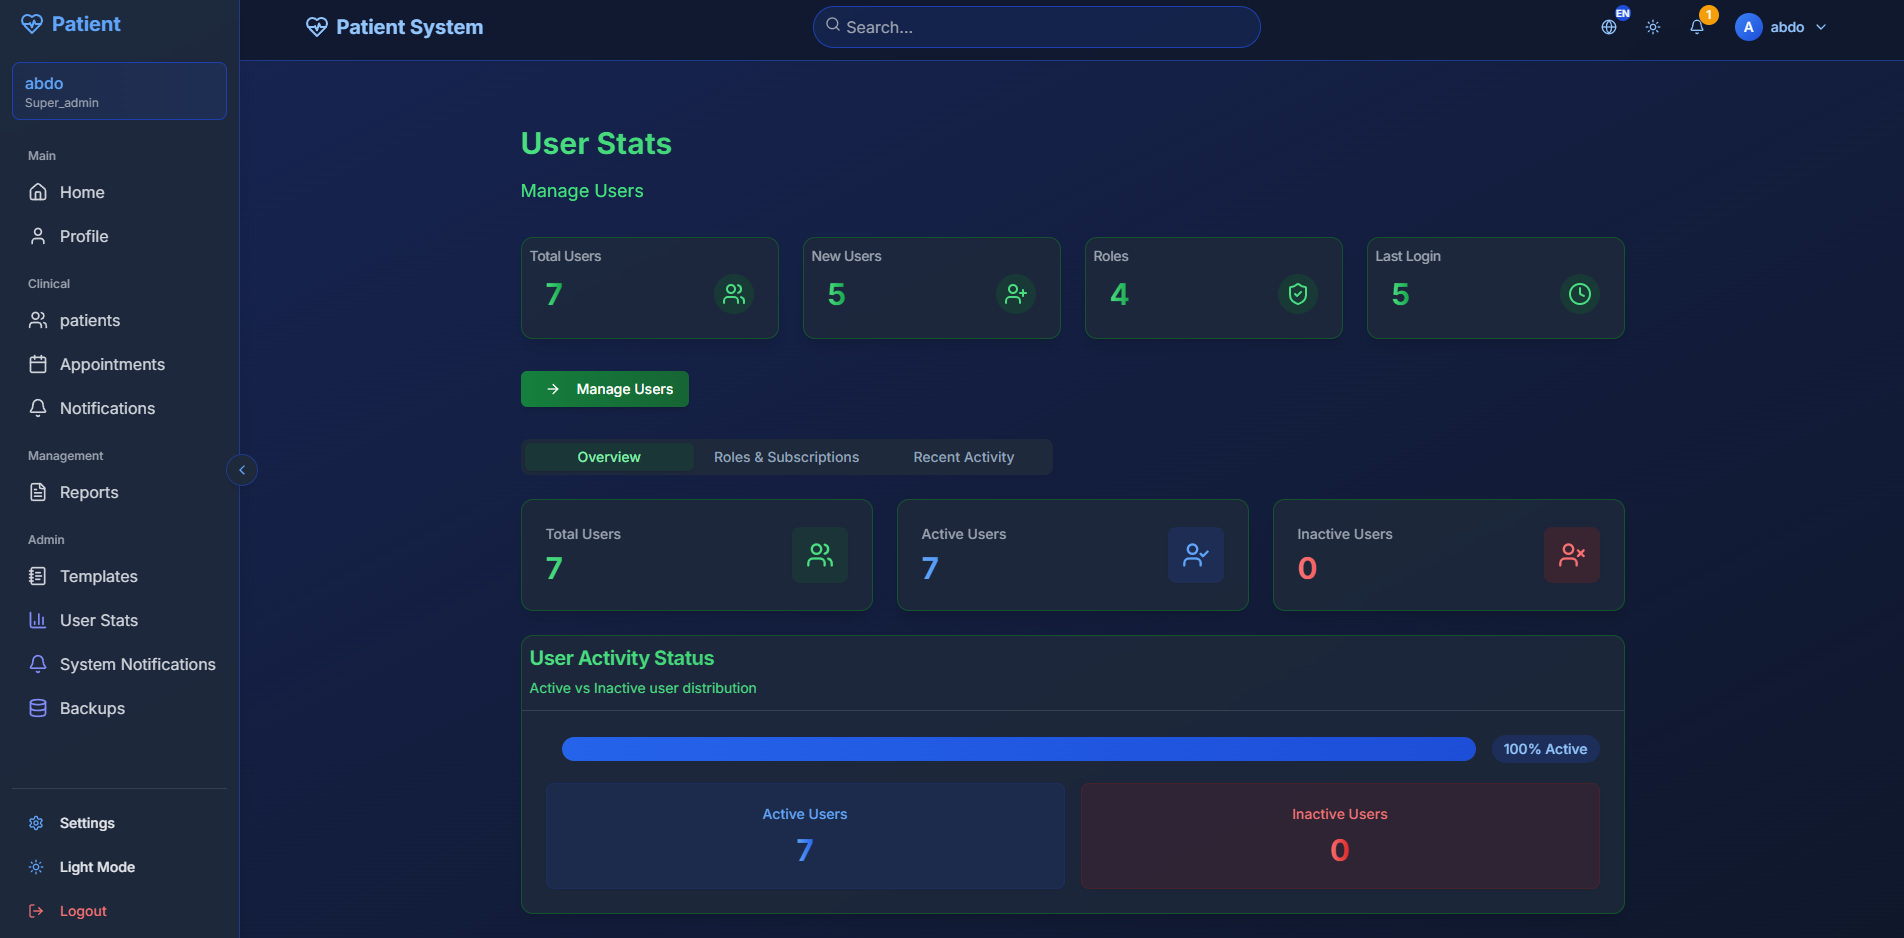 Patient
abdo
Super_admin
Main
Home
Profile
Clinical
patients
Appointments
Notifications
Management
Reports
Admin
Templates
User Stats
System Notifications
Backups
Settings
Light Mode
Logout
Patient System
Search...
EN
1
A
abdo
User Stats
Manage Users
Total Users
7
New Users
5
Roles
4
Last Login
5
Manage Users
Overview
Roles & Subscriptions
Recent Activity
Total Users
7
Active Users
7
Inactive Users
0
User Activity Status
Active vs Inactive user distribution
100% Active
Active Users
7
Inactive Users
0